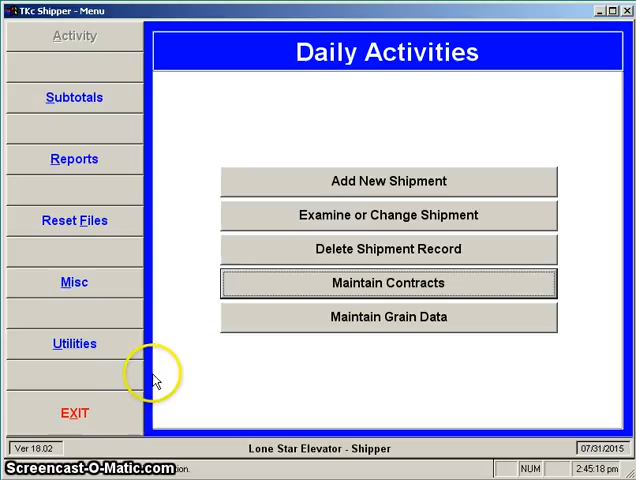 TKc Shipper - Menu
Activity
Subtotals
Reports
Reset Files
Misc
Utilities
EXIT
Daily Activities
Add New Shipment
Examine or Change Shipment
Delete Shipment Record
Maintain Contracts
Maintain Grain Data
Ver 18.02
Lone Star Elevator - Shipper
07/31/2015
Screencast-O-Matic.com
NUM
2:45:18 pm